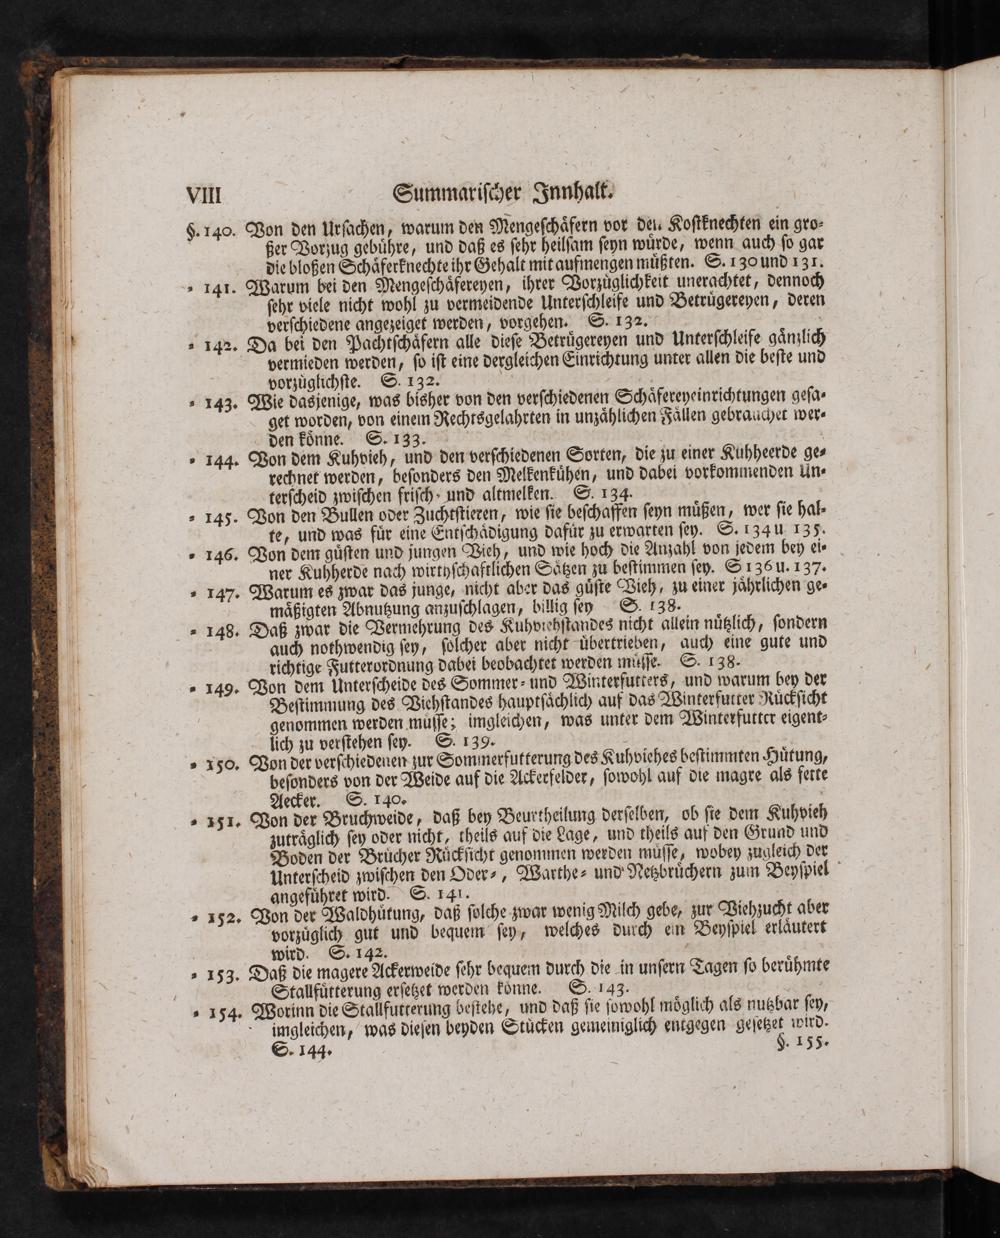 VIII Summarischer Innhalt.
§. 140. Von den Ursachen, warum den Mengeschäfern vor den Kostknechten ein gro-
ßer Vorzug gebühre, und daß es sehr heilsam seyn würde, wenn auch so gar
die bloßen Schäferknechte ihr Gehalt mit aufmengen müßten. S. 130 und 131.
- 141. Warum bei den Mengeschäfereyen, ihrer Vorzüglichkeit unerachtet, dennoch
sehr viele nicht wohl zu vermeidende Unterschleife und Betrügereyen, deren
verschiedene angezeiget werden, vorgehen. S. 132.
- 142. Da bei den Pachtschäfern alle diese Betrügereyen und Unterschleife gänzlich
vermieden werden, so ist eine dergleichen Einrichtung unter allen die beste und
vorzüglichste. S. 132.
- 143. Wie dasjenige, was bisher von den verschiedenen Schäfereyeinrichtungen gesa-
get worden, von einem Rechtsgelahrten in unzählichen Fällen gebrauchet wer-
den könne. S. 133.
- 144. Von dem Kuhvieh, und den verschiedenen Sorten, die zu einer Kuhheerde ge-
rechnet werden, besonders den Melkenkühen, und dabei vorkommenden Un-
terscheid zwischen frisch- und altmelken. S. 134.
- 145. Von den Bullen oder Zuchtstieren, wie sie beschaffen seyn müßen, wer sie hal-
te, und was für eine Entschädigung dafür zu erwarten sey. S. 134 u. 135.
- 146. Von dem güsten und jungen Vieh, und wie hoch die Anzahl von jedem bey ei-
ner Kuhherde nach wirthschaftlichen Sätzen zu bestimmen sey. S 136 u. 137.
- 147. Warum es zwar das junge, nicht aber das güste Vieh, zu einer jährlichen ge-
mäßigten Abnutzung anzuschlagen, billig sey S. 138.
- 148. Daß zwar die Vermehrung des Kuhviehstandes nicht allein nützlich, sondern
auch nothwendig sey, solcher aber nicht übertrieben, auch eine gute und
richtige Futterordnung dabei beobachtet werden müsse. S. 138.
- 149. Von dem Unterscheide des Sommer- und Winterfutters, und warum bey der
Bestimmung des Viehstandes hauptsächlich auf das Winterfutter Rücksicht
genommen werden müsse; imgleichen, was unter dem Winterfutter eigent-
lich zu verstehen sey. S. 139.
- 150. Von der verschiedenen zur Sommerfutterung des Kuhviehes bestimmten Hütung,
besonders von der Weide auf die Ackerfelder, sowohl auf die magre als fette
Aecker. S. 140.
- 151. Von der Bruchweide, daß bey Beurtheilung derselben, ob sie dem Kuhvieh
zuträglich sey oder nicht, theils auf die Lage, und theils auf den Grund und
Boden der Brücher Rücksicht genommen werden müsse, wobey zugleich der
Unterscheid zwischen den Oder-, Warthe- und Netzbrüchern zum Beyspiel
angeführet wird. S. 141.
- 152. Von der Waldhütung, daß solche zwar wenig Milch gebe, zur Viehzucht aber
vorzüglich gut und bequem sey, welches durch ein Beyspiel erläutert
wird. S. 142.
- 153. Daß die magere Ackerweide sehr bequem durch die in unsern Tagen so berühmte
Stallfütterung ersetzet werden könne. S. 143.
- 154. Worinn die Stallfutterung bestehe, und daß sie sowohl möglich als nutzbar sey,
imgleichen, was diesen beyden Stücken gemeiniglich entgegen gesetzet wird.
S. 144. §. 155.